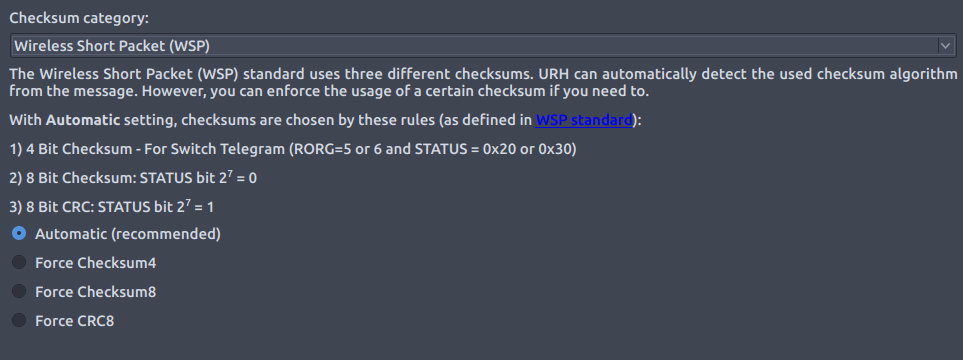 Checksum category:
Wireless Short Packet (WSP)
The Wireless Short Packet (WSP) standard uses three different checksums. URH can automatically detect the used checksum algorithm
from the message. However, you can enforce the usage of a certain checksum if you need to.
With Automatic setting, checksums are chosen by these rules (as defined in WSP standard):
1) 4 Bit Checksum - For Switch Telegram (RORG=5 or 6 and STATUS = 0x20 or 0x30)
2) 8 Bit Checksum: STATUS bit 2⁷ = 0
3) 8 Bit CRC: STATUS bit 2⁷ = 1
Automatic (recommended)
Force Checksum4
Force Checksum8
Force CRC8